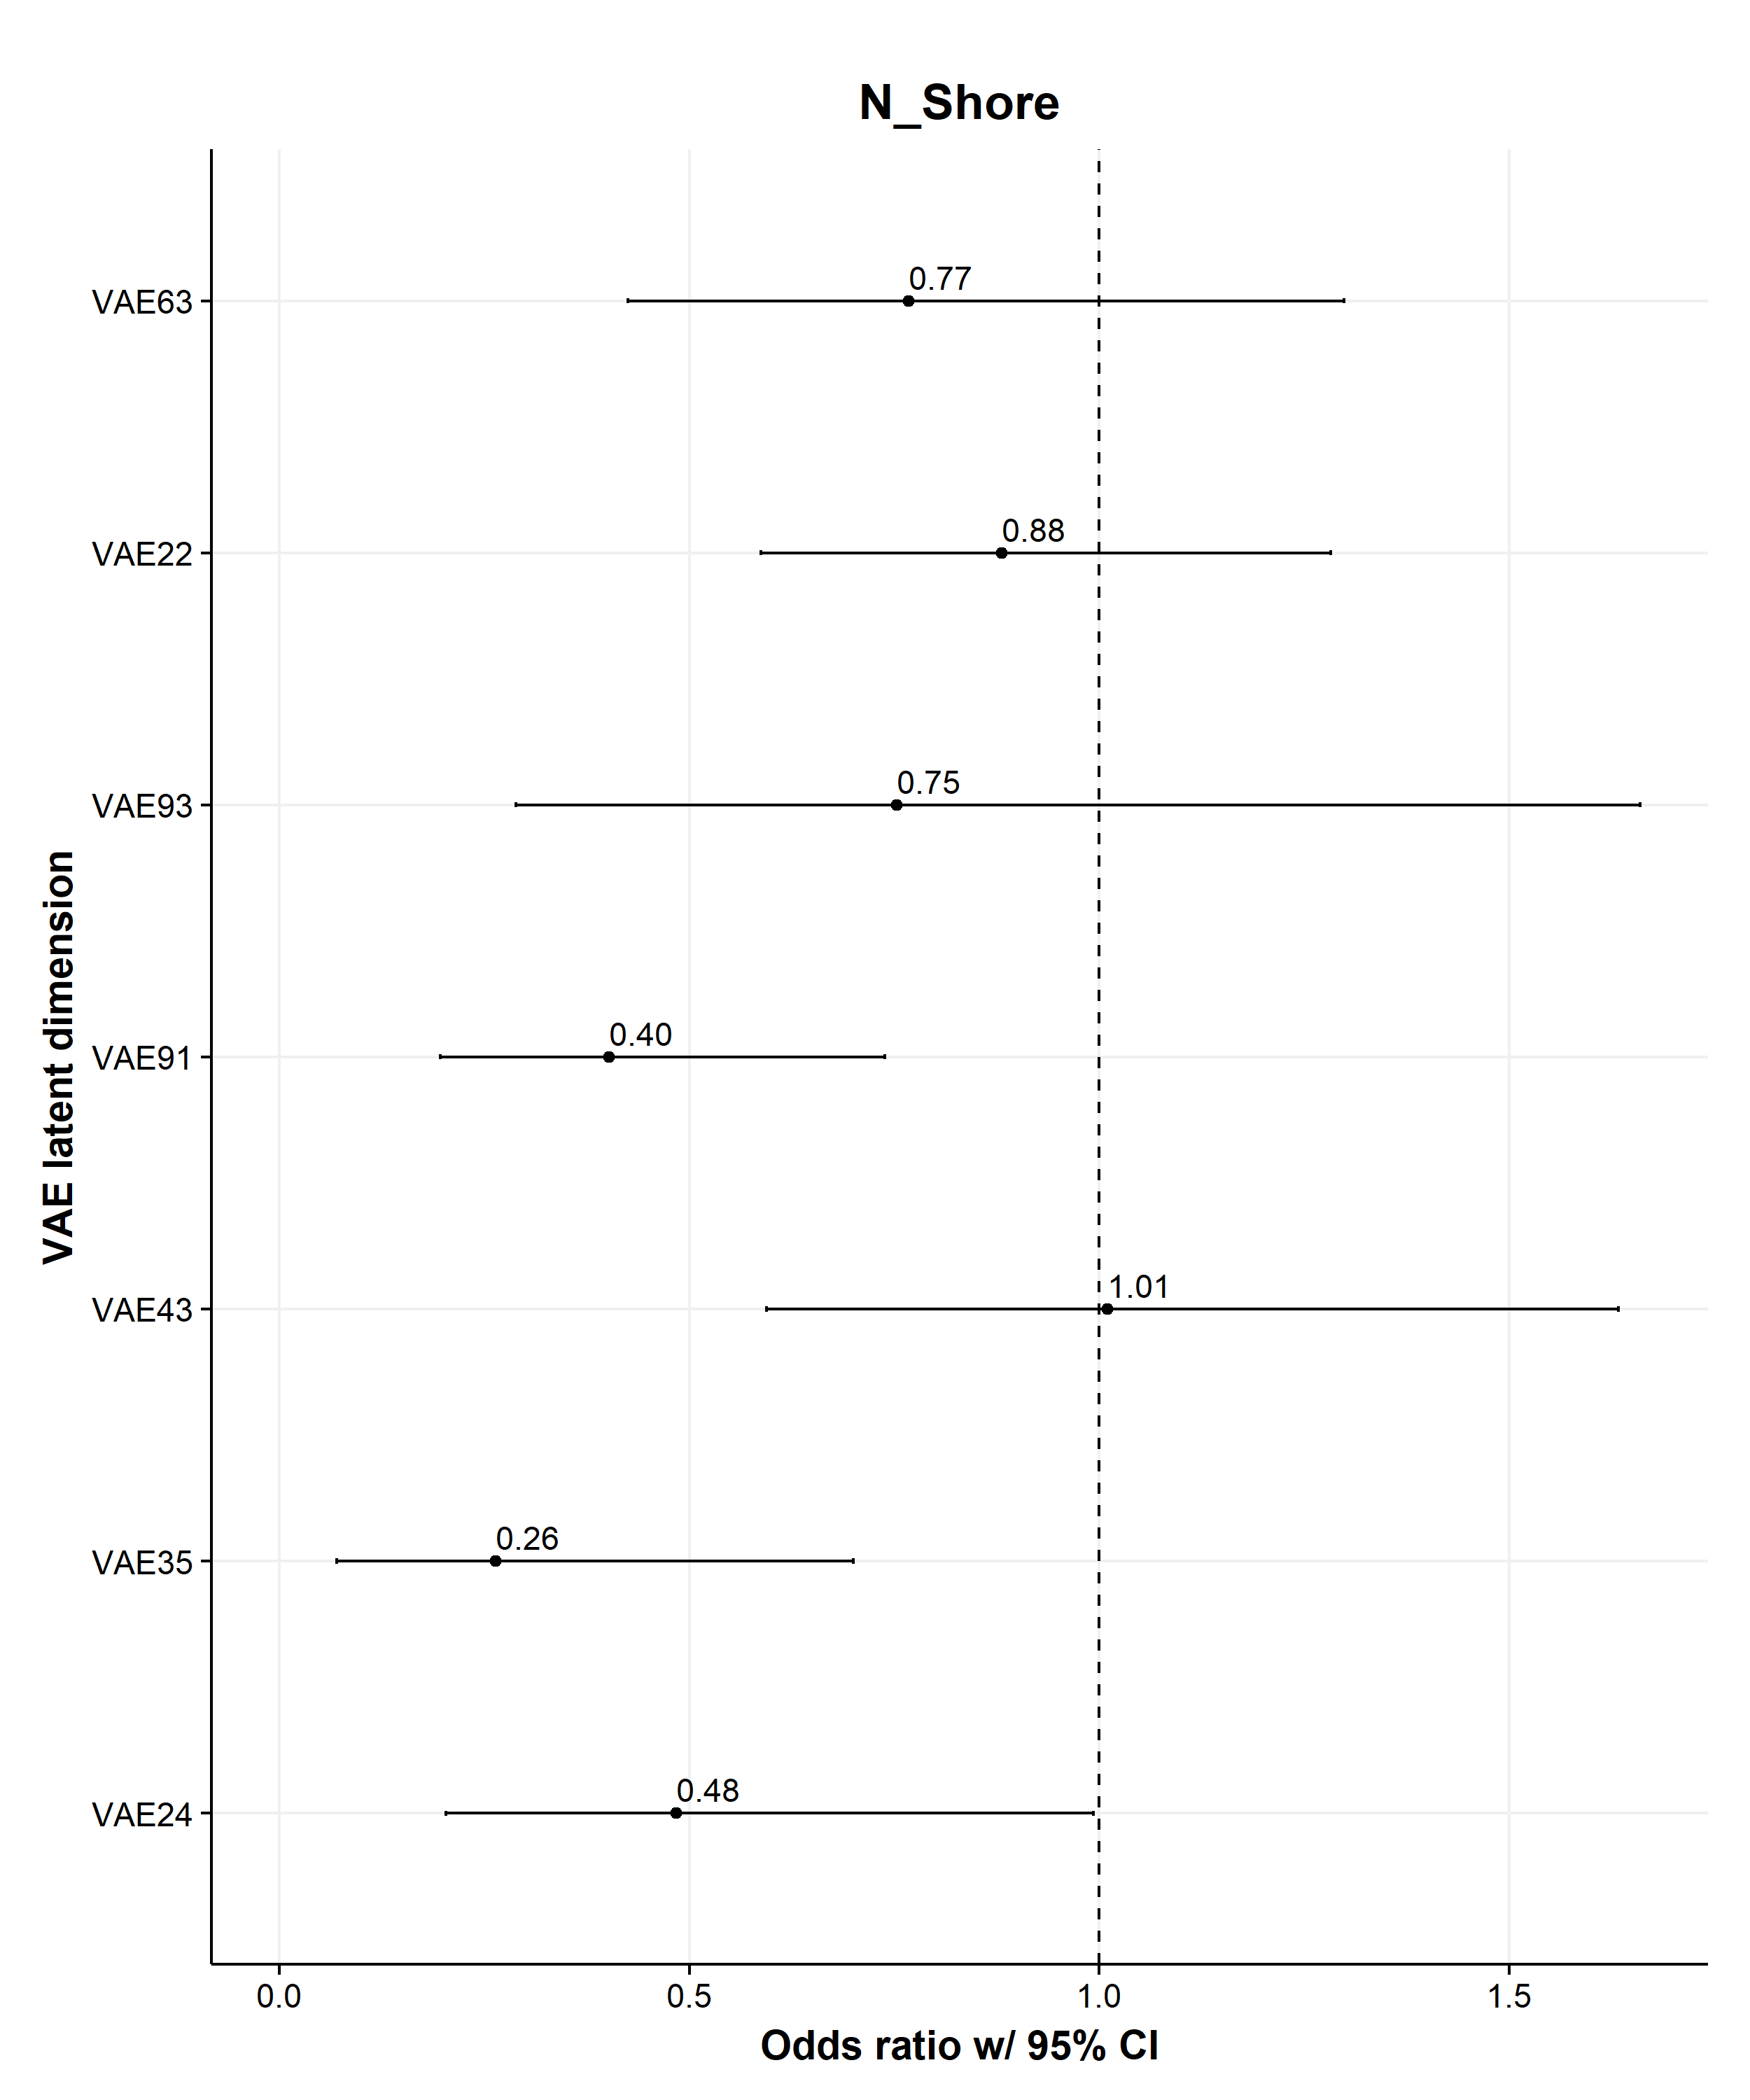 N_Shore
VAE latent dimension
VAE63
0.77
VAE22
0.88
VAE93
0.75
VAE91
0.40
VAE43
1.01
VAE35
0.26
VAE24
0.48
0.0 0.5 1.0 1.5
Odds ratio w/ 95% CI